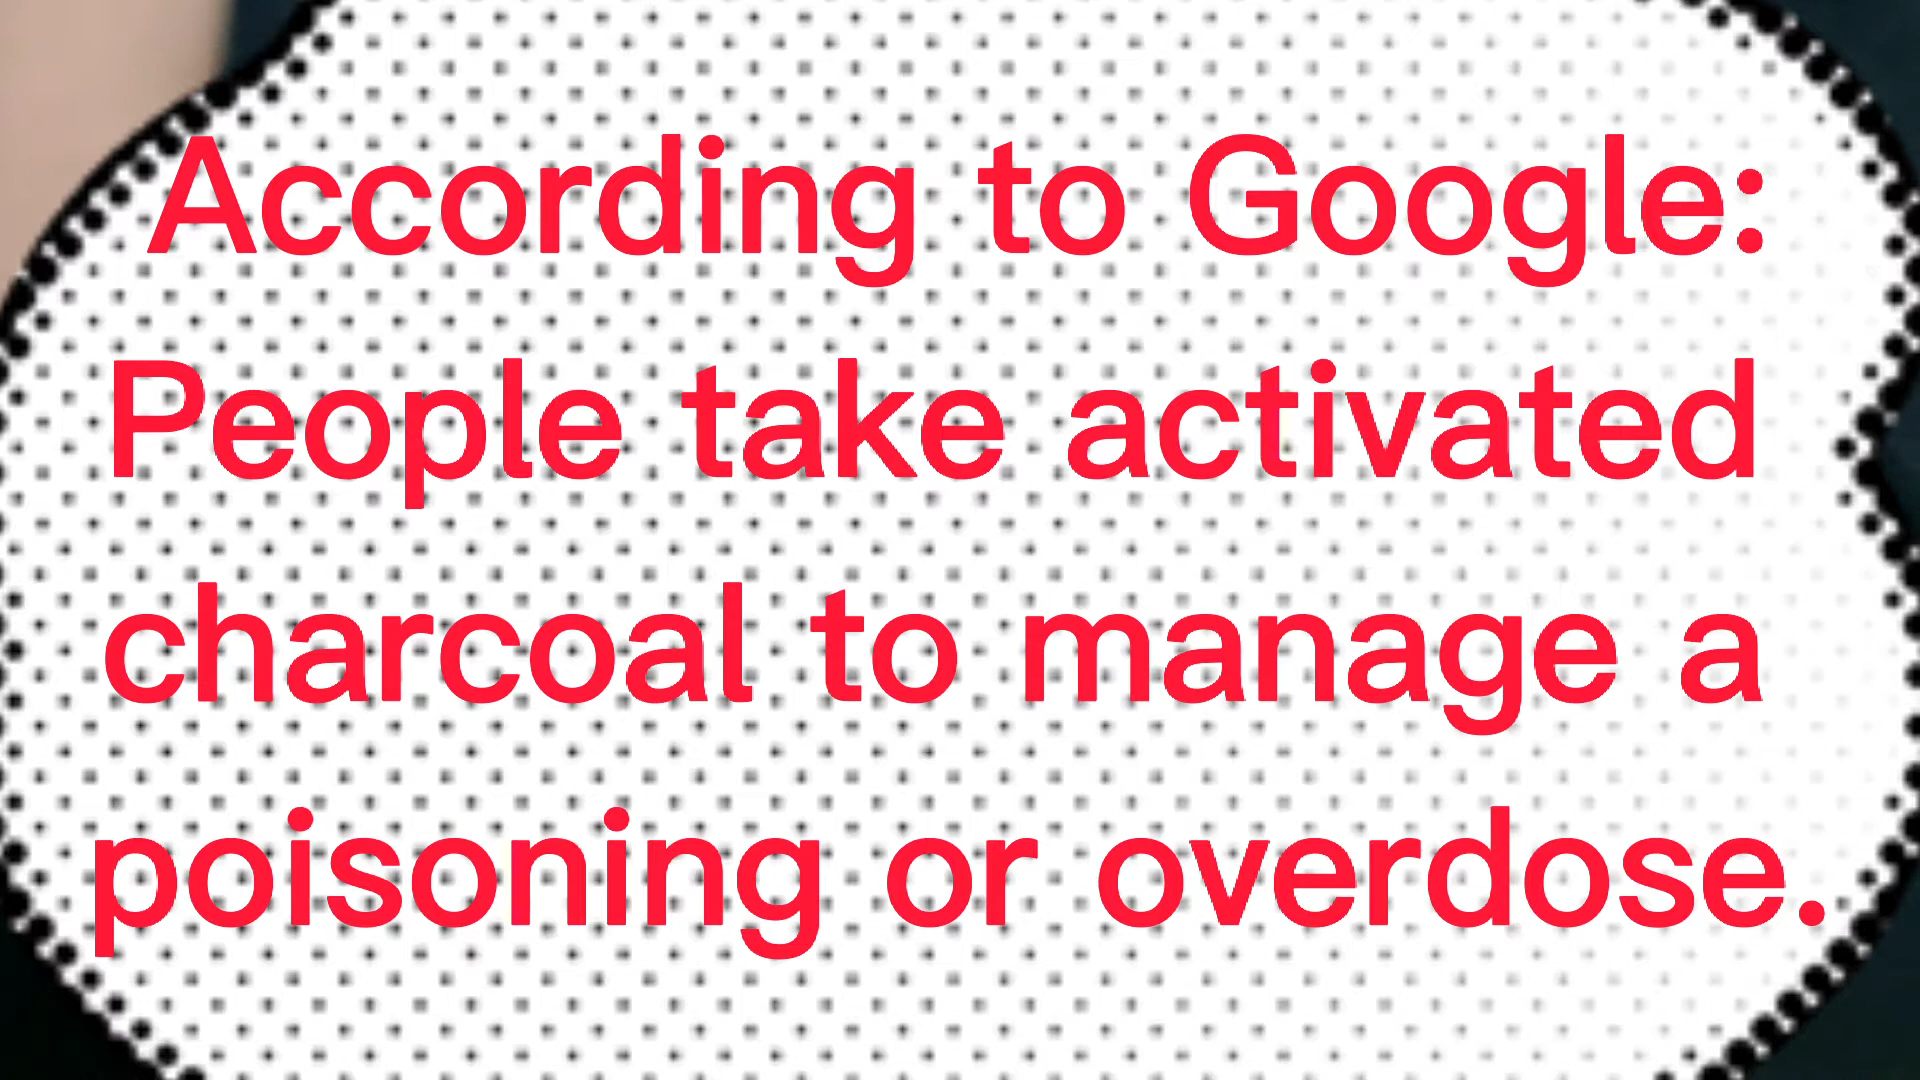 According to Google:
People take activated
charcoal to manage a
poisoning or overdose.